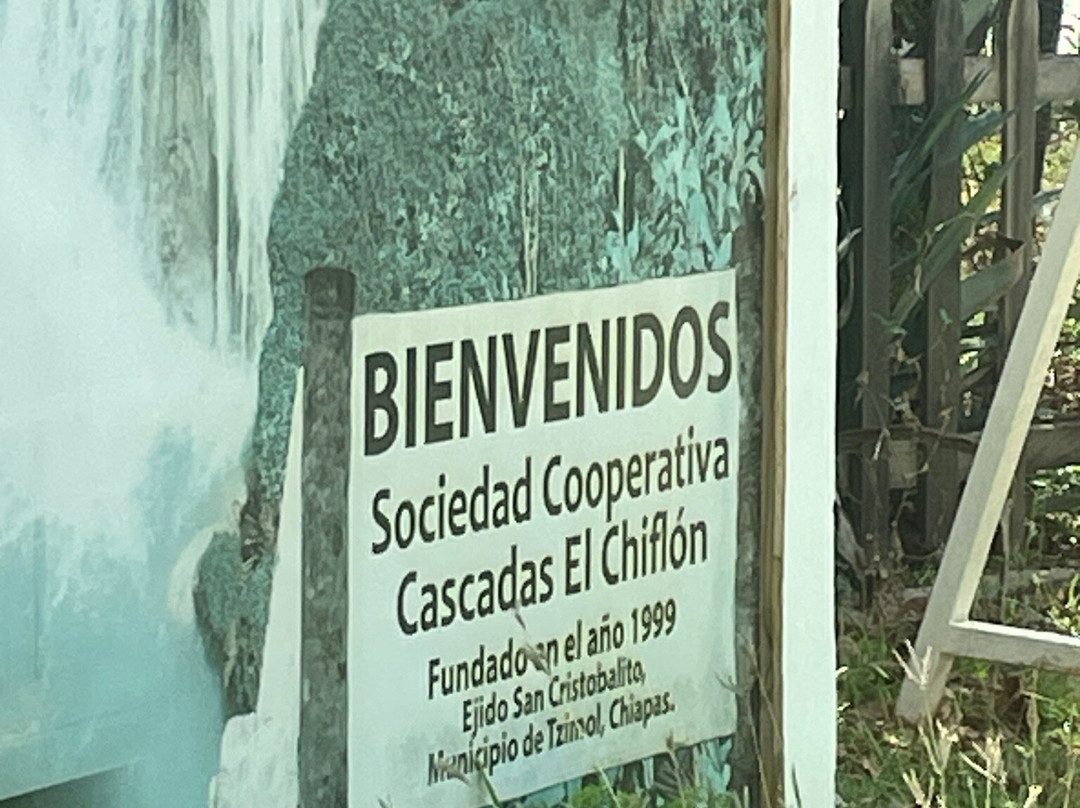 BIENVENIDOS
Sociedad Cooperativa
Cascadas El Chiflón
Fundado en el año 1999
Ejido San Cristobalito,
Municipio de Tzimol, Chiapas.